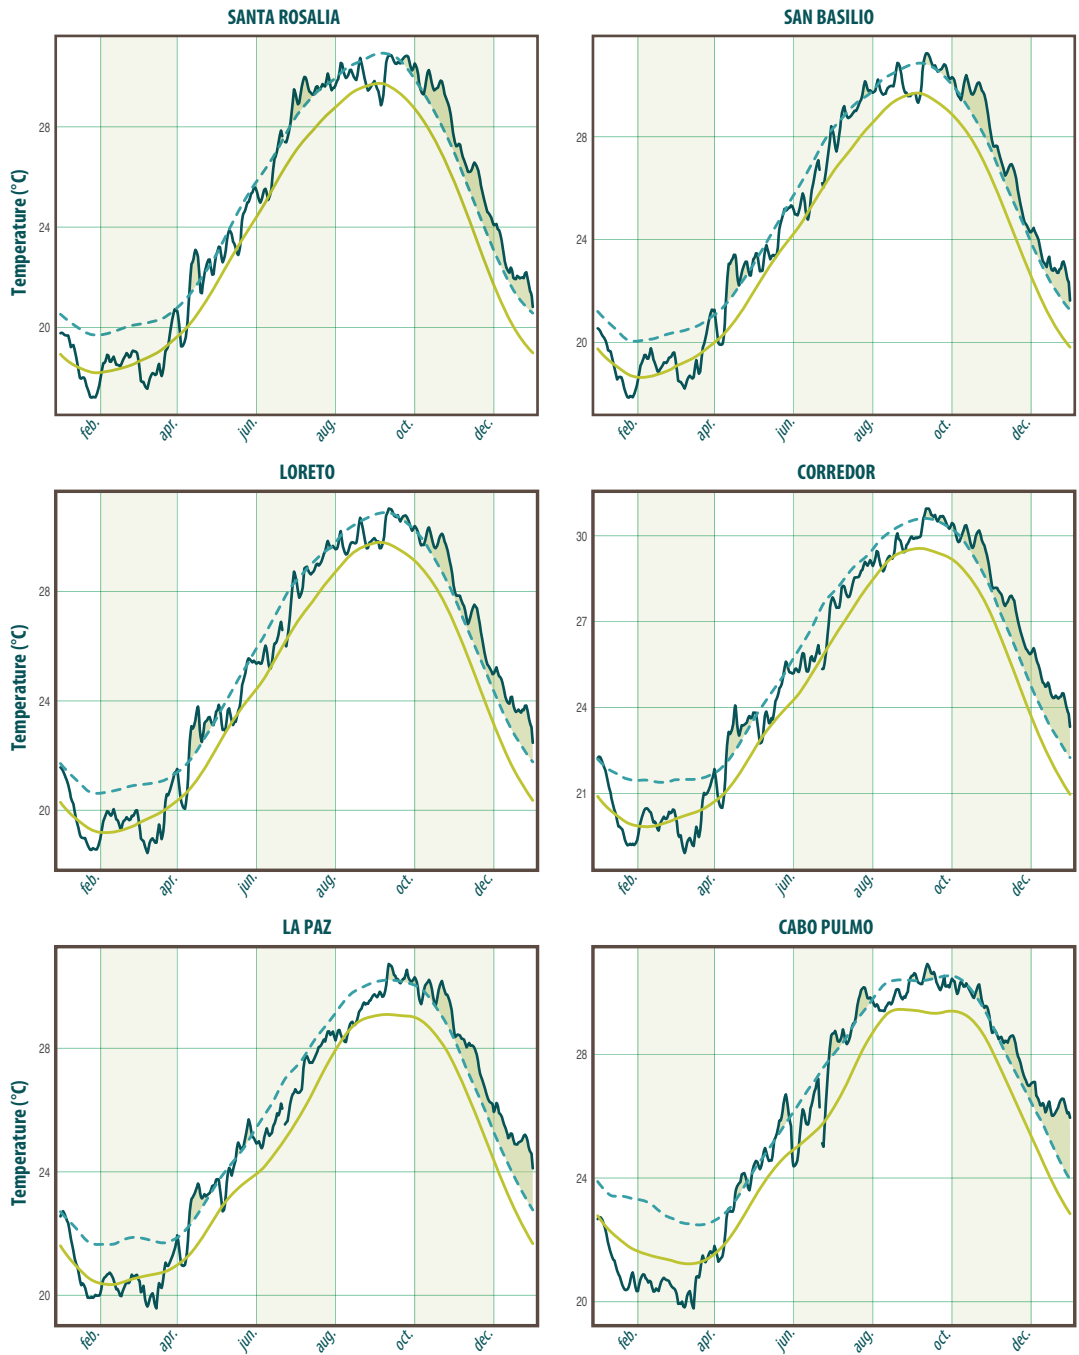 SANTA ROSALIA
SAN BASILIO
Temperature (°C)
28
24
20
feb.
apr.
jun.
aug.
oct.
dec.
28
24
20
feb.
apr.
jun.
aug.
oct.
dec.
LORETO
CORREDOR
Temperature (°C)
28
24
20
feb.
apr.
jun.
aug.
oct.
dec.
30
27
24
21
feb.
apr.
jun.
aug.
oct.
dec.
LA PAZ
CABO PULMO
Temperature (°C)
28
24
20
feb.
apr.
jun.
aug.
oct.
dec.
28
24
20
feb.
apr.
jun.
aug.
oct.
dec.